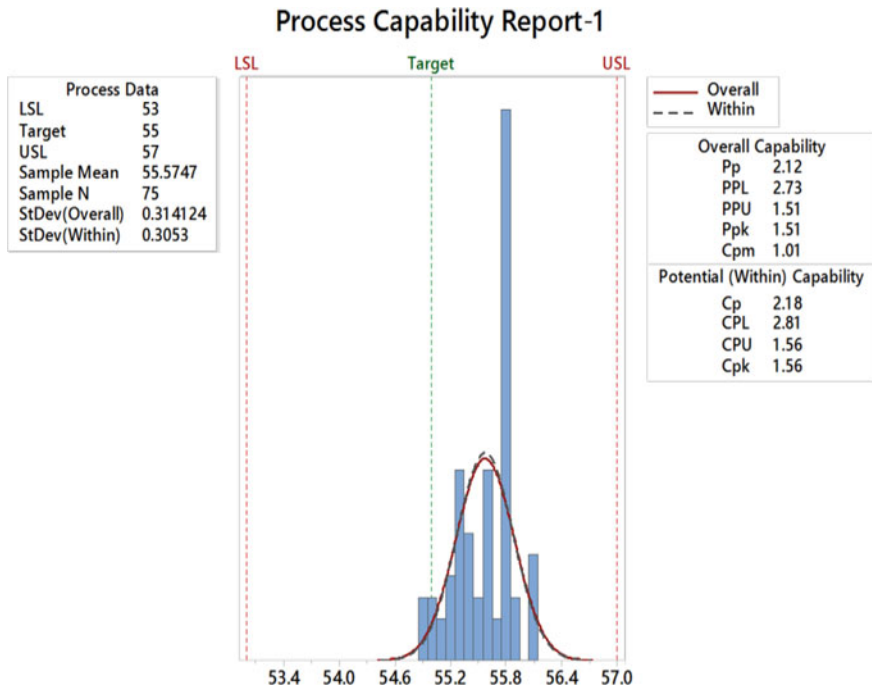 Process Capability Report-1
LSL Target USL
Process Data
LSL 53
Target 55
USL 57
Sample Mean 55.5747
Sample N 75
StDev(Overall) 0.314124
StDev(Within) 0.3053
Overall
Within
Overall Capability
Pp 2.12
PPL 2.73
PPU 1.51
Ppk 1.51
Cpm 1.01
Potential (Within) Capability
Cp 2.18
CPL 2.81
CPU 1.56
Cpk 1.56
53.4 54.0 54.6 55.2 55.8 56.4 57.0